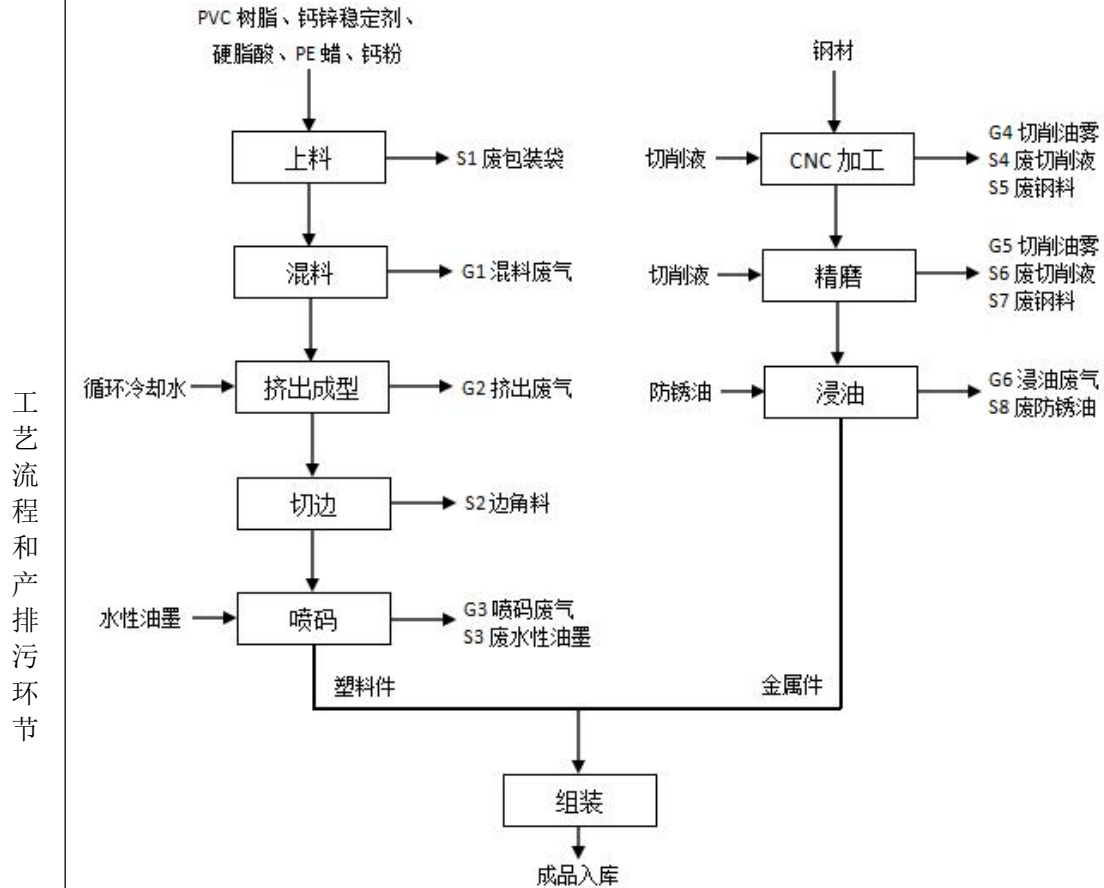 工艺流程和产排污环节
PVC 树脂、钙锌稳定剂、
硬脂酸、PE 蜡、钙粉
上料
S1 废包装袋
混料
G1 混料废气
循环冷却水
挤出成型
G2 挤出废气
切边
S2 边角料
水性油墨
喷码
G3 喷码废气
S3 废水性油墨
塑料件
钢材
切削液
CNC 加工
G4 切削油雾
S4 废切削液
S5 废钢料
切削液
精磨
G5 切削油雾
S6 废切削液
S7 废钢料
防锈油
浸油
G6 浸油废气
S8 废防锈油
金属件
组装
成品入库